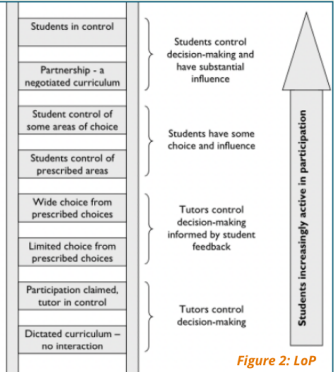 Students in control
Partnership - a
negotiated curriculum
Students control
decision-making and
have substantial
influence
Student control of
some areas of choice
Students control of
prescribed areas
Students have some
choice and influence
Wide choice from
prescribed choices
Limited choice from
prescribed choices
Tutors control
decision-making
informed by student
feedback
Participation claimed,
tutor in control
Dictated curriculum –
no interaction
Tutors control
decision-making
Students increasingly active in participation
Figure 2: LoP